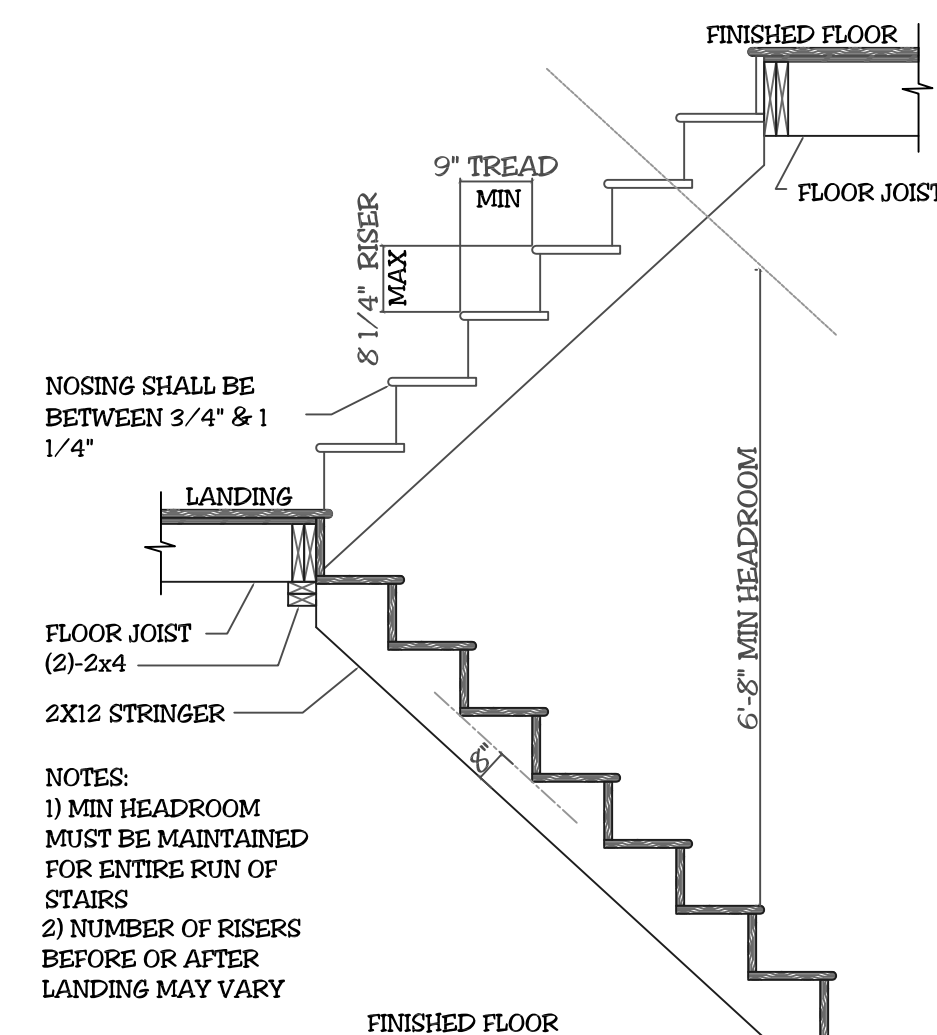 FINISHED FLOOR
9" TREAD
MIN
FLOOR JOIST
8 1/4" RISER
MAX
NOSING SHALL BE
BETWEEN 3/4" & 1
1/4"
LANDING
6'-8" MIN HEADROOM
FLOOR JOIST
(2)-2x4
2X12 STRINGER
8"
NOTES:
1) MIN HEADROOM
MUST BE MAINTAINED
FOR ENTIRE RUN OF
STAIRS
2) NUMBER OF RISERS
BEFORE OR AFTER
LANDING MAY VARY
FINISHED FLOOR